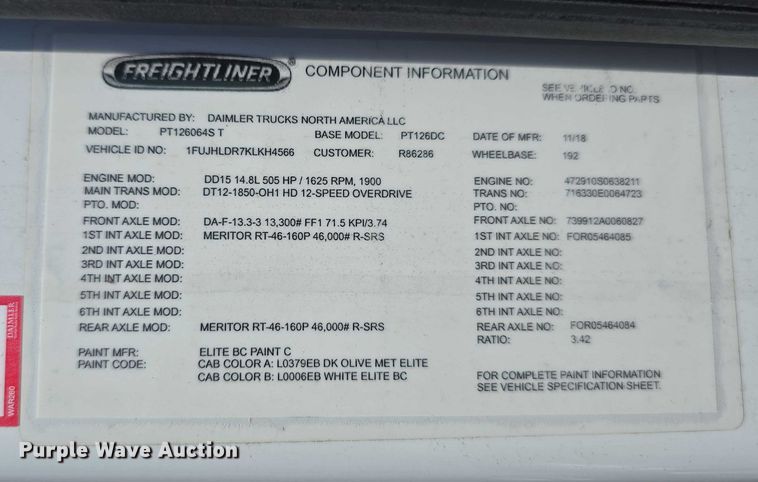 FREIGHTLINER® COMPONENT INFORMATION
SEE VEHICLE ID NO.
WHEN ORDERING PARTS
MANUFACTURED BY: DAIMLER TRUCKS NORTH AMERICA LLC
MODEL: PT126064S T BASE MODEL: PT126DC DATE OF MFR: 11/18
VEHICLE ID NO: 1FUJHLDR7KLKH4566 CUSTOMER: R86286 WHEELBASE: 192
ENGINE MOD: DD15 14.8L 505 HP / 1625 RPM, 1900 ENGINE NO: 472910S0638211
MAIN TRANS MOD: DT12-1850-OH1 HD 12-SPEED OVERDRIVE TRANS NO: 716330E0064723
PTO. MOD: PTO. NO:
FRONT AXLE MOD: DA-F-13.3-3 13,300# FF1 71.5 KPI/3.74 FRONT AXLE NO: 739912A0060827
1ST INT AXLE MOD: MERITOR RT-46-160P 46,000# R-SRS 1ST INT AXLE NO: FOR05464085
2ND INT AXLE MOD: 2ND INT AXLE NO:
3RD INT AXLE MOD: 3RD INT AXLE NO:
4TH INT AXLE MOD: 4TH INT AXLE NO:
5TH INT AXLE MOD: 5TH INT AXLE NO:
6TH INT AXLE MOD: 6TH INT AXLE NO:
REAR AXLE MOD: MERITOR RT-46-160P 46,000# R-SRS REAR AXLE NO: FOR05464084
RATIO: 3.42
PAINT MFR: ELITE BC PAINT C
PAINT CODE: CAB COLOR A: L0379EB DK OLIVE MET ELITE
CAB COLOR B: L0006EB WHITE ELITE BC
FOR COMPLETE PAINT INFORMATION
SEE VEHICLE SPECIFICATION SHEET.
DAIMLER
WAR260
Purple Wave Auction